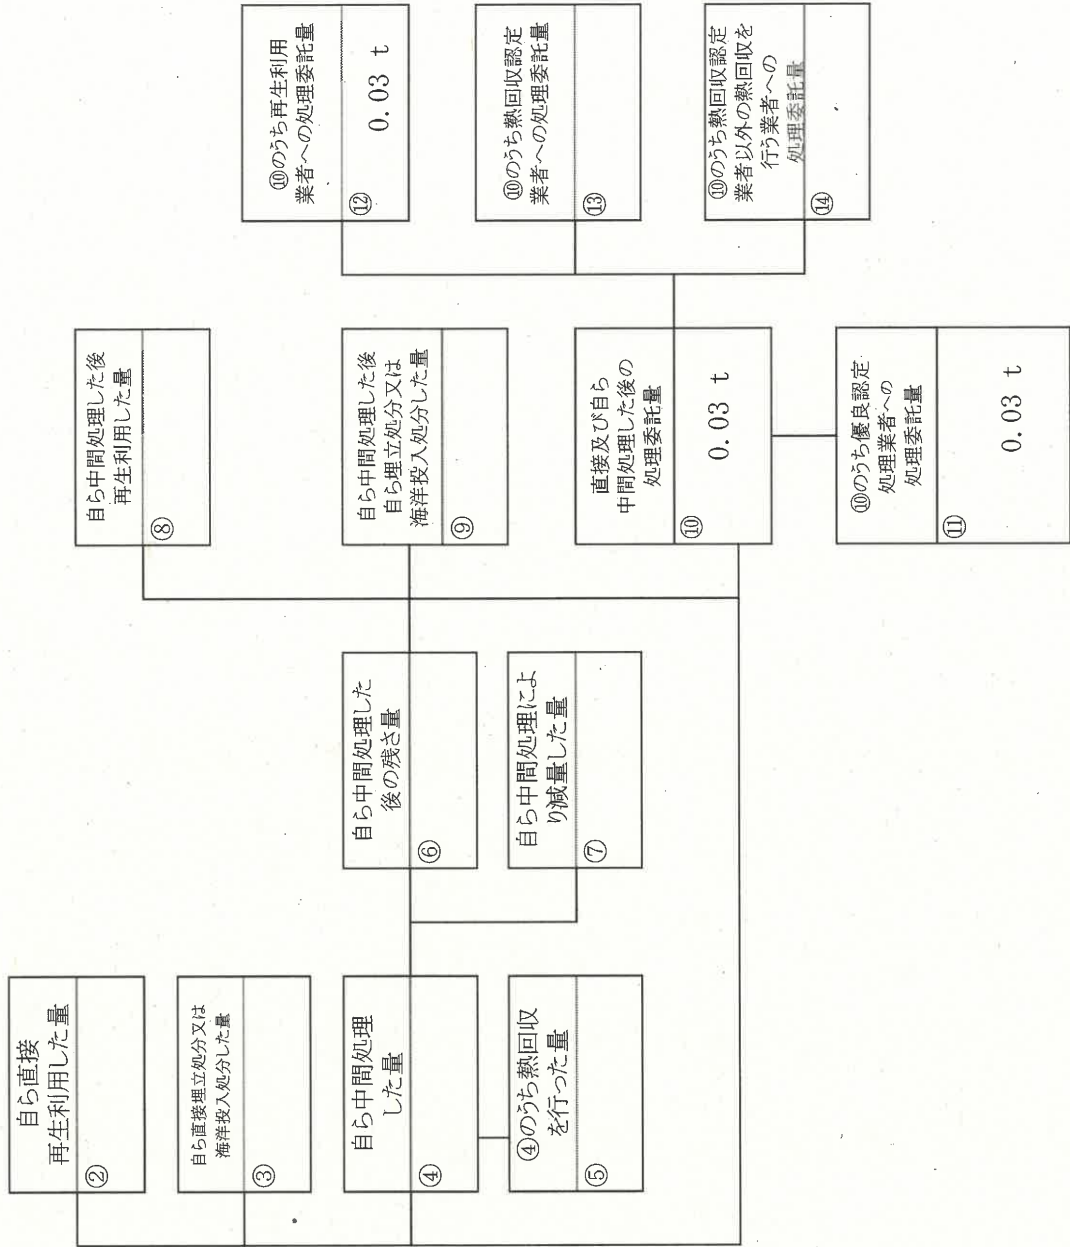 自ら直接
再生利用した量
②
自ら直接埋立処分又は
海洋投入処分した量
③
自ら中間処理
した量
④
④のうち熱回収
を行った量
⑤
自ら中間処理した
後の残さ量
⑥
自ら中間処理によ
り減量した量
⑦
自ら中間処理した後
再生利用した量
⑧
自ら中間処理した後
自ら埋立処分又は
海洋投入処分した量
⑨
直接及び自ら
中間処理した後の
処理委託量
⑩
0.03 t
⑩のうち優良認定
処理業者への
処理委託量
⑪
0.03 t
⑩のうち再生利用
業者への処理委託量
⑫
0.03 t
⑩のうち熱回収認定
業者への処理委託量
⑬
⑩のうち熱回収認定
業者以外の熱回収を
行う業者への
処理委託量
⑭